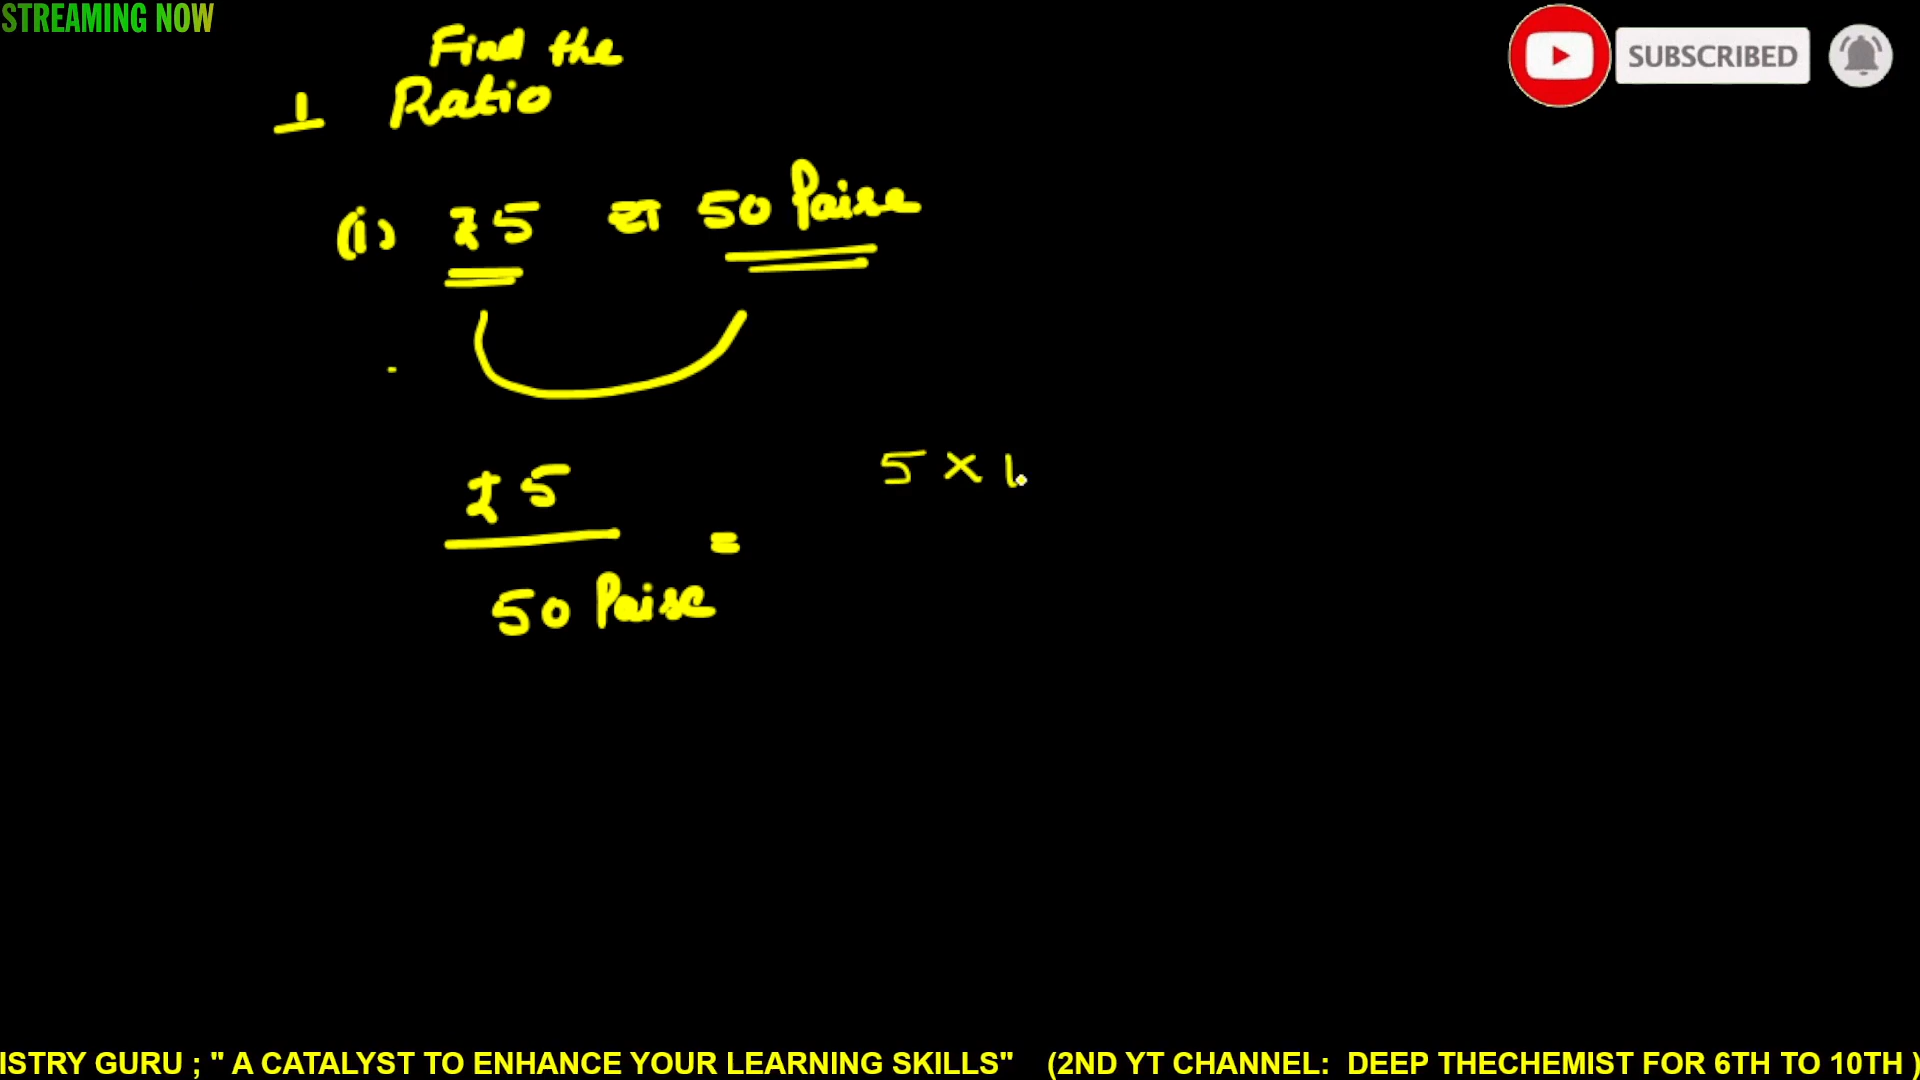 STREAMING NOW
SUBSCRIBED
Find the
1 Ratio
(i) ₹5 to 50 Paise
₹5
50 Paise
=
5 × 1
ISTRY GURU ; " A CATALYST TO ENHANCE YOUR LEARNING SKILLS" (2ND YT CHANNEL: DEEP THECHEMIST FOR 6TH TO 10TH )